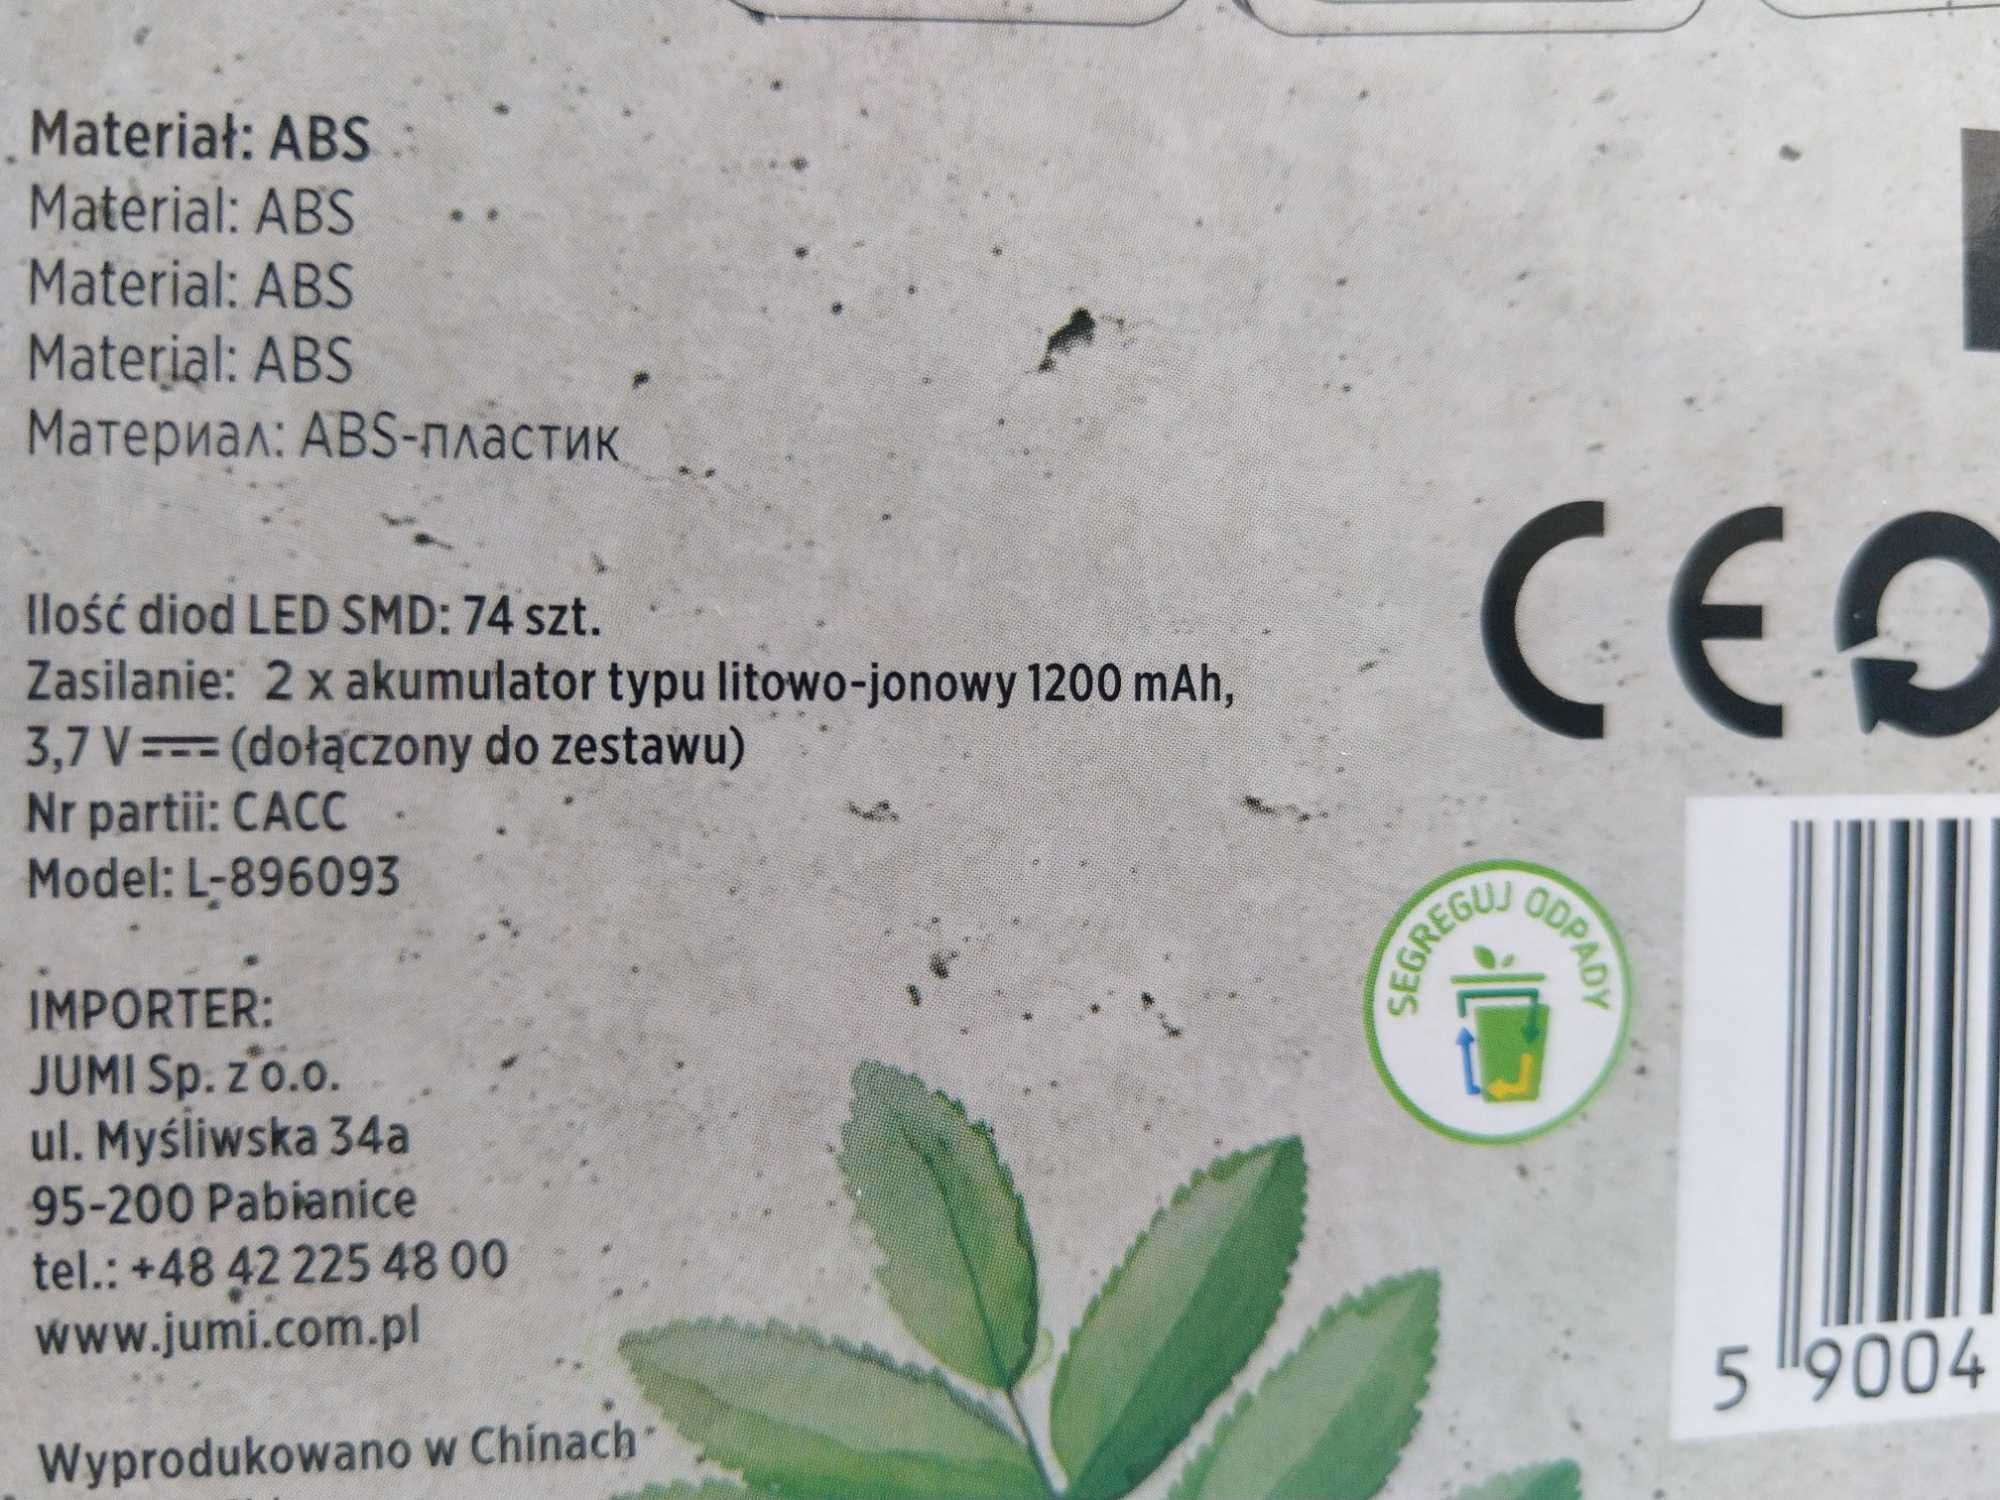 Materiał: ABS
Material: ABS
Material: ABS
Material: ABS
Материал: ABS-пластик
Ilość diod LED SMD: 74 szt.
Zasilanie: 2 x akumulator typu litowo-jonowy 1200 mAh,
3,7 V (dołączony do zestawu)
Nr partii: CACC
Model: L-896093
IMPORTER:
JUMI Sp. z o.o.
ul. Myśliwska 34a
95-200 Pabianice
tel.: +48 42 225 48 00
www.jumi.com.pl
Wyprodukowano w Chinach
CE
SEGREGUJ ODPADY
5 9004